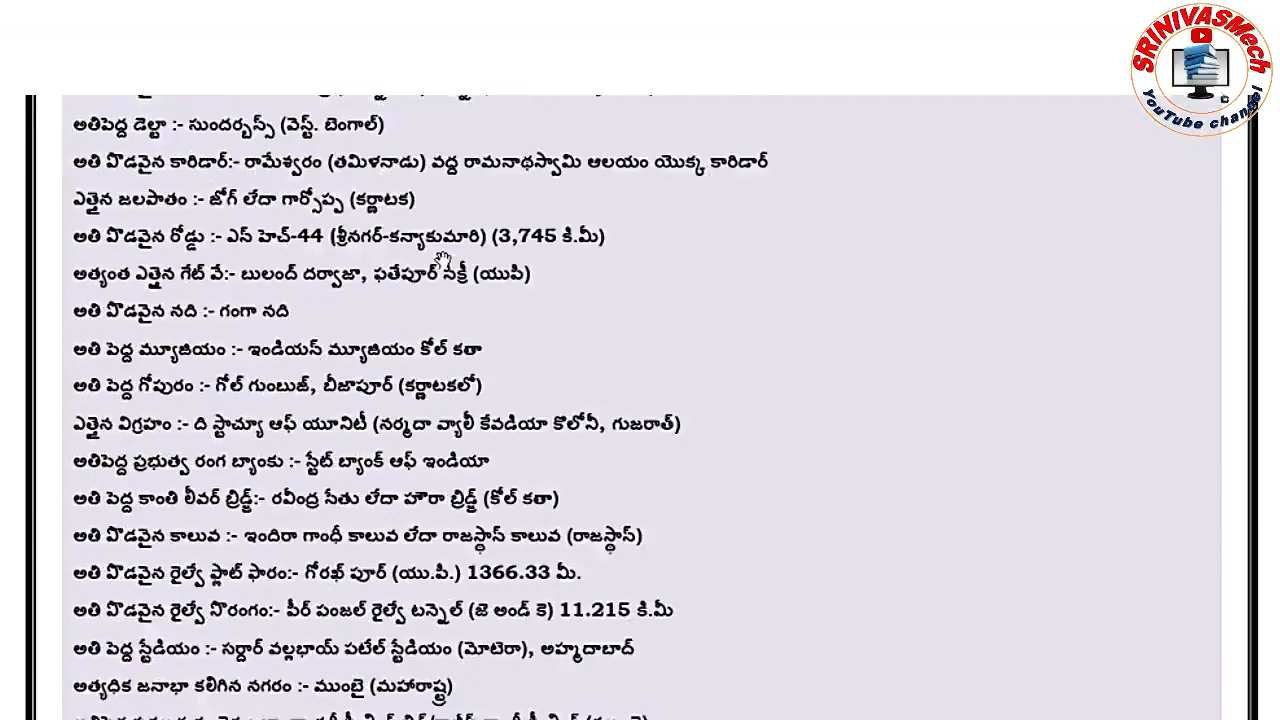 SRINIVASMech
YouTube channel
అతిపెద్ద డెల్టా :- సుందర్బన్స్ (వెస్ట్. బెంగాల్)
అతి పొడవైన కారిడార్:- రామేశ్వరం (తమిళనాడు) వద్ద రామనాథస్వామి ఆలయం యొక్క కారిడార్
ఎత్తైన జలపాతం :- జోగ్ లేదా గార్సోప్ప (కర్ణాటక)
అతి పొడవైన రోడ్డు :- ఎస్ హెచ్-44 (శ్రీనగర్-కన్యాకుమారి) (3,745 కి.మీ)
అత్యంత ఎత్తైన గేట్ వే:- బులంద్ దర్వాజా, ఫతేపూర్ సిక్రీ (యుపి)
అతి పొడవైన నది :- గంగా నది
అతి పెద్ద మ్యూజియం :- ఇండియన్ మ్యూజియం కోల్ కతా
అతి పెద్ద గోపురం :- గోల్ గుంబుజ్, బీజాపూర్ (కర్ణాటకలో)
ఎత్తైన విగ్రహం :- ది స్టాచ్యూ ఆఫ్ యూనిటీ (నర్మదా వ్యాలీ కేవడియా కొలోనీ, గుజరాత్)
అతిపెద్ద ప్రభుత్వ రంగ బ్యాంకు :- స్టేట్ బ్యాంక్ ఆఫ్ ఇండియా
అతి పెద్ద కాంతి లీవర్ బ్రిడ్జ్:- రవీంద్ర సేతు లేదా హౌరా బ్రిడ్జ్ (కోల్ కతా)
అతి పొడవైన కాలువ :- ఇందిరా గాంధీ కాలువ లేదా రాజస్థాన్ కాలువ (రాజస్థాన్)
అతి పొడవైన రైల్వే ప్లాట్ ఫారం:- గోరఖ్ పూర్ (యు.పీ.) 1366.33 మీ.
అతి పొడవైన రైల్వే సొరంగం:- పీర్ పంజల్ రైల్వే టన్నెల్ (జె అండ్ కె) 11.215 కి.మీ
అతి పెద్ద స్టేడియం :- సర్దార్ వల్లభాయ్ పటేల్ స్టేడియం (మోటెరా), అహ్మదాబాద్
అత్యధిక జనాభా కలిగిన నగరం :- ముంబై (మహారాష్ట్ర)